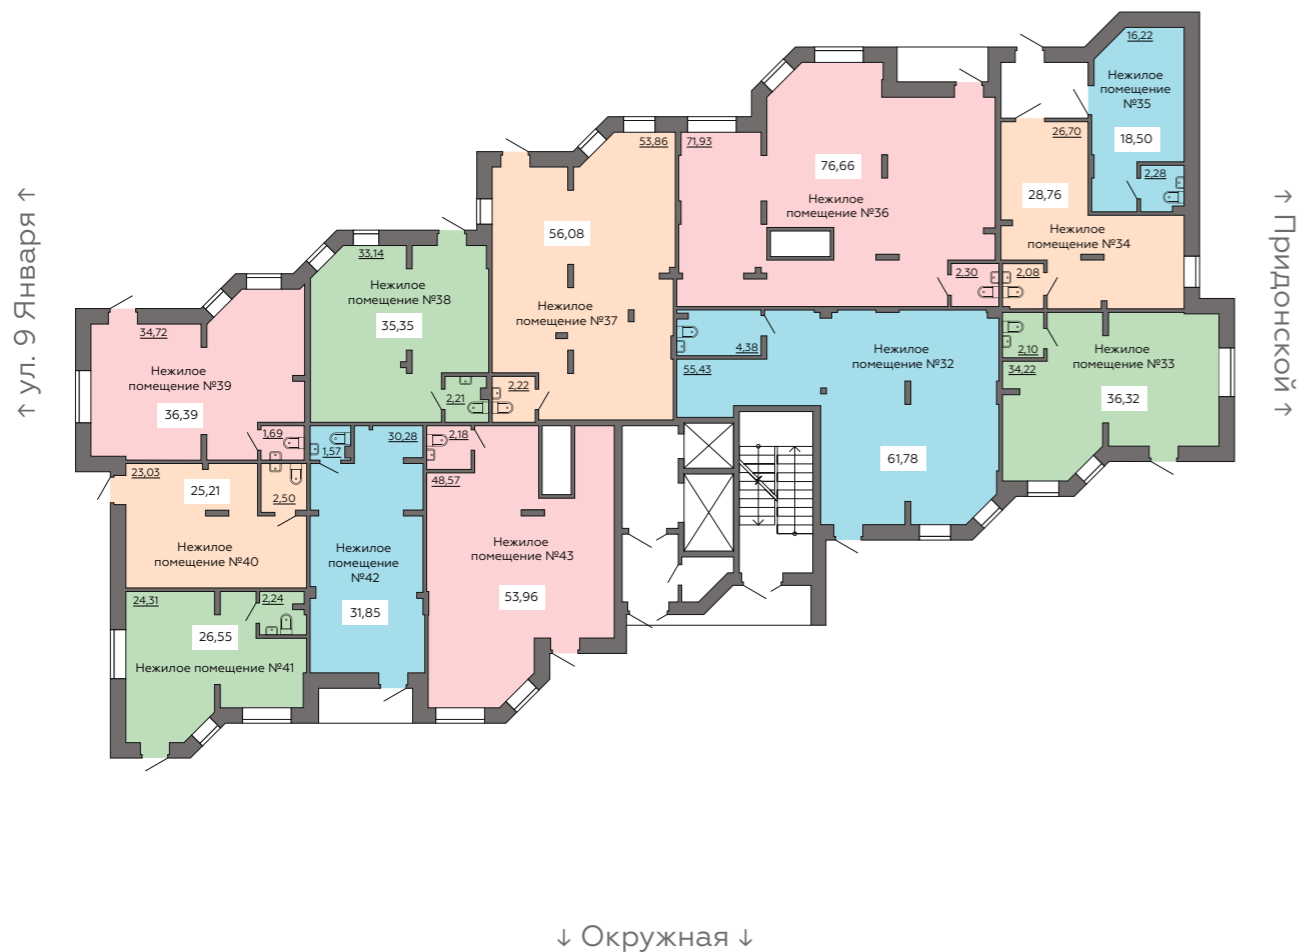 16,22
Нежилое
помещение
№35
18,50
2,28
53,86
71,93
76,66
Нежилое
помещение №36
2,30
26,70
28,76
Нежилое
помещение №34
2,08
↑ ул. 9 Января ↑
↑ Придонской ↑
33,14
Нежилое
помещение №38
35,35
2,21
56,08
Нежилое
помещение №37
2,22
34,72
Нежилое
помещение №39
36,39
1,69
4,38
55,43
Нежилое
помещение №32
61,78
2,10
34,22
Нежилое
помещение №33
36,32
23,03
25,21
2,50
Нежилое
помещение №40
1,57
30,28
Нежилое
помещение
№42
31,85
2,18
48,57
Нежилое
помещение №43
53,96
24,31
2,24
26,55
Нежилое помещение №41
↓ Окружная ↓